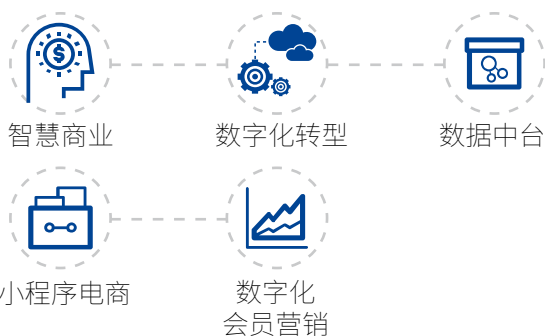 智慧商业
数字化转型
数据中台
小程序电商
数字化
会员营销